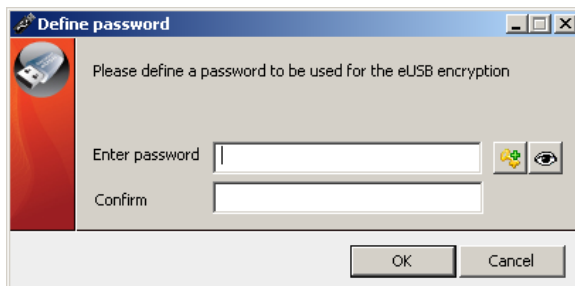 Define password
Please define a password to be used for the eUSB encryption
Enter password
Confirm
OK Cancel